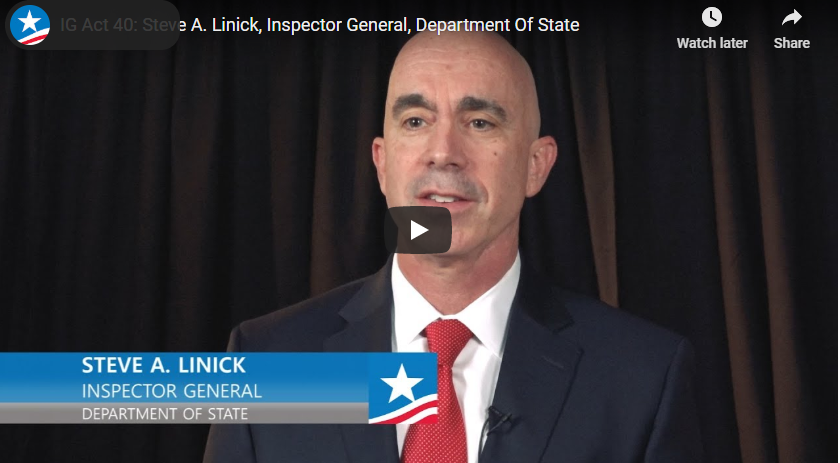 IG Act 40: Steve A. Linick, Inspector General, Department Of State
Watch later
Share
STEVE A. LINICK
INSPECTOR GENERAL
DEPARTMENT OF STATE